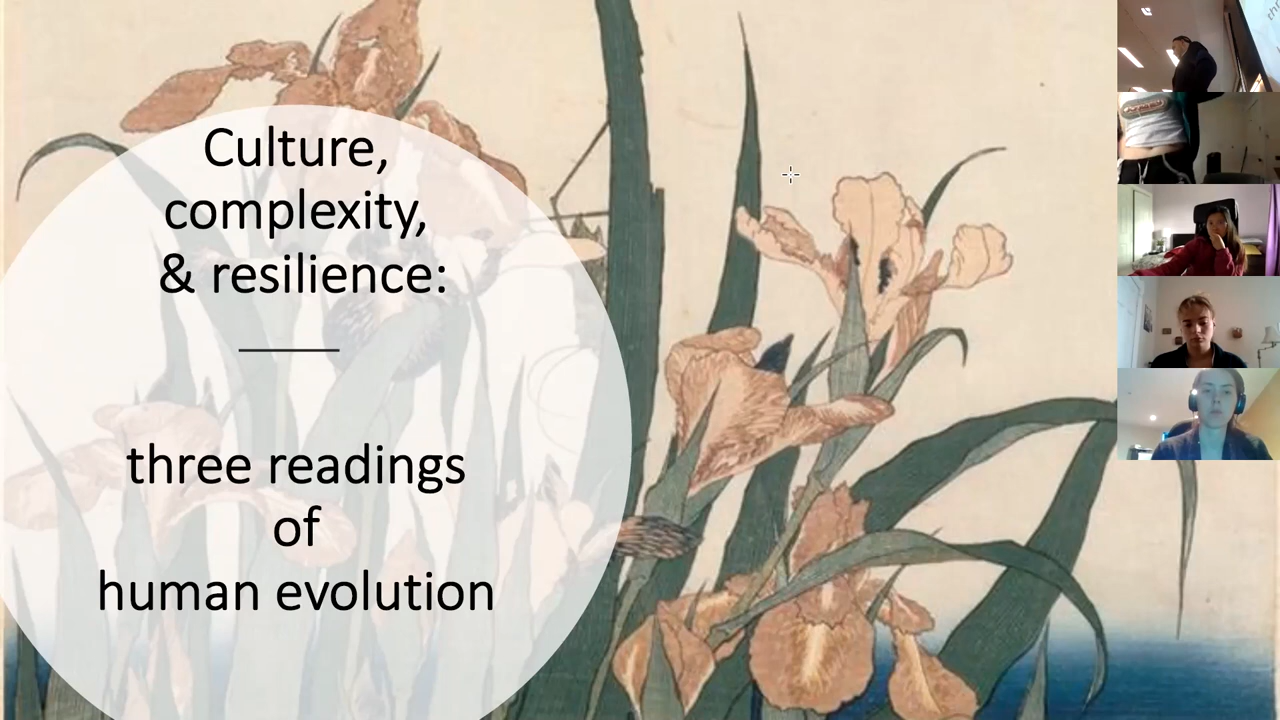 Culture,
complexity,
& resilience:
three readings
of
human evolution